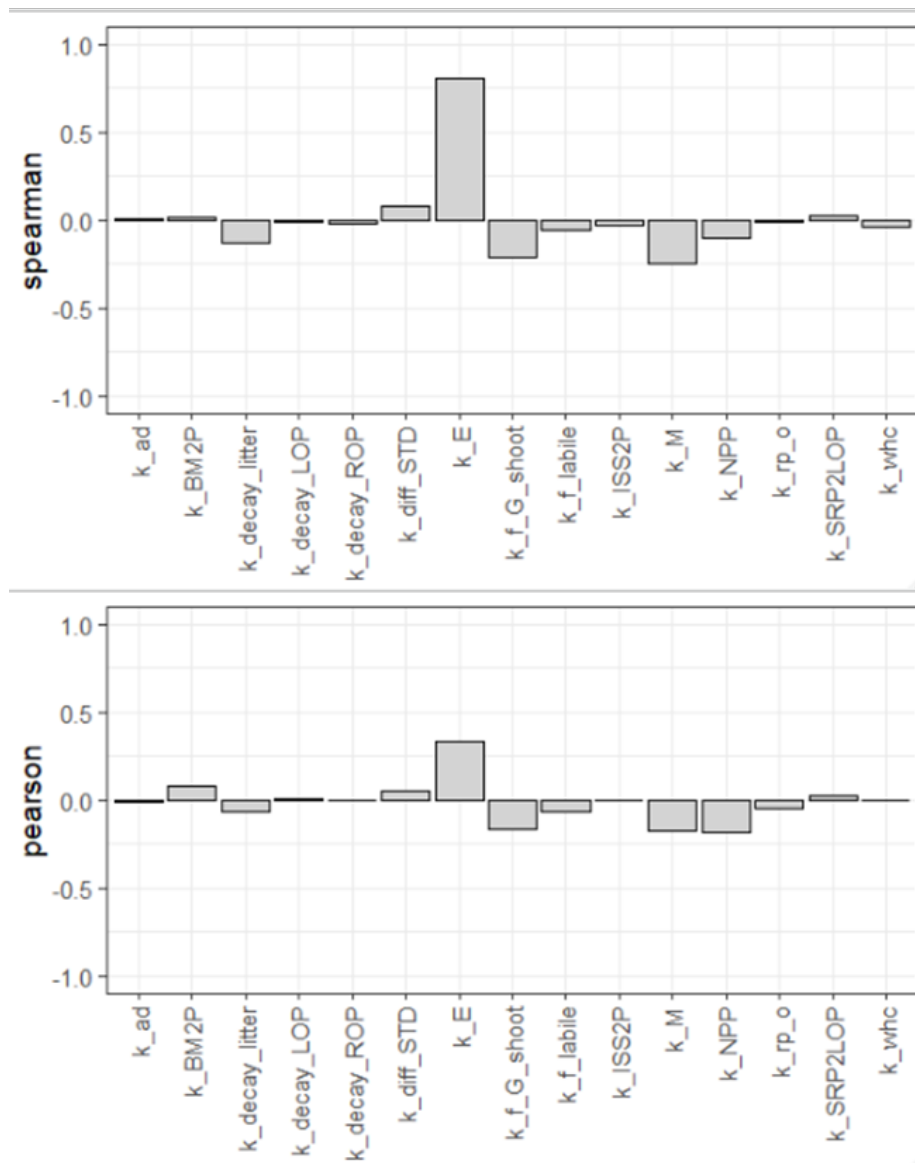 1.0
0.5
0.0
-0.5
-1.0
spearman
k_ad
k_BM2P
k_decay_litter
k_decay_LOP
k_decay_ROP
k_diff_STD
k_E
k_f_G_shoot
k_f_labile
k_ISS2P
k_M
k_NPP
k_rp_o
k_SRP2LOP
k_whc
1.0
0.5
0.0
-0.5
-1.0
pearson
k_ad
k_BM2P
k_decay_litter
k_decay_LOP
k_decay_ROP
k_diff_STD
k_E
k_f_G_shoot
k_f_labile
k_ISS2P
k_M
k_NPP
k_rp_o
k_SRP2LOP
k_whc